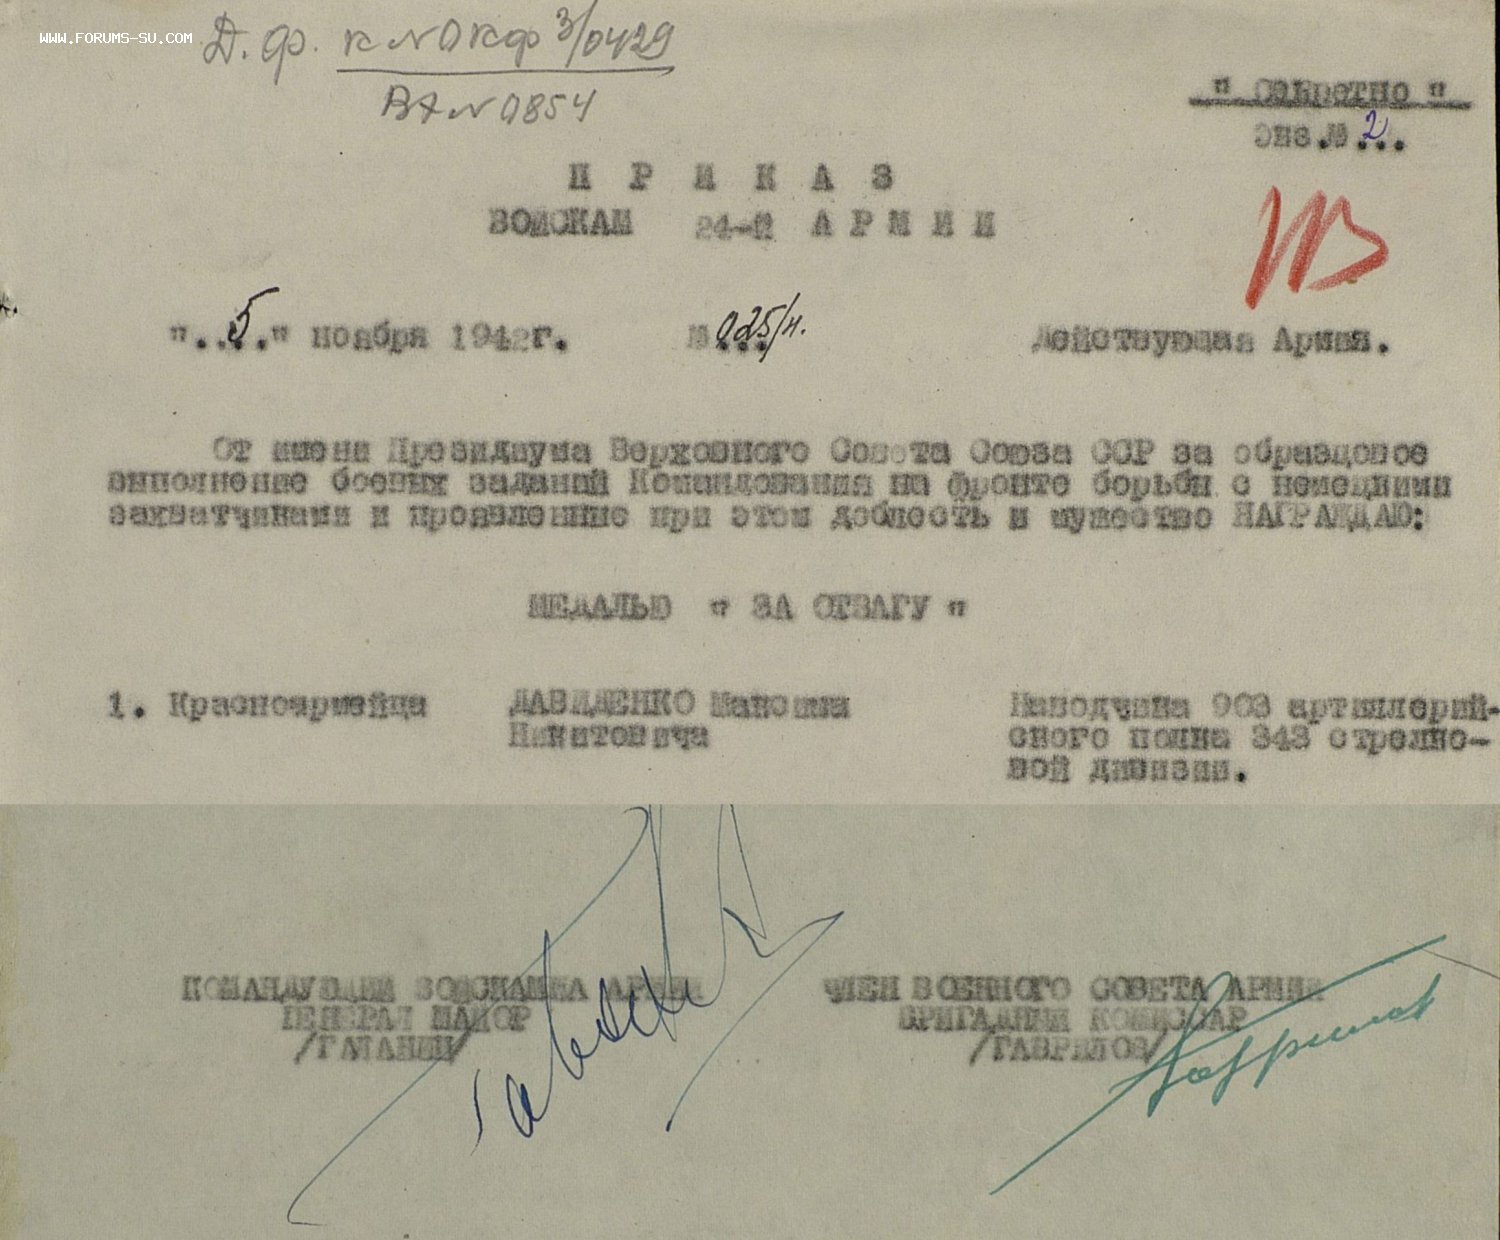 WWW.FORUMS-SU.COM
Д.ф. к № 0кф 3/0429
ВХ № 0854
" Секретно "
Экз.№ 2...
П Р И К А З
ВОЙСКАМ 24-й А Р М И И
"..5.." ноября 1942г. № 025/н. Действующая Армия.
От имени Президиума Верховного Совета Союза ССР за образцовое
выполнение боевых заданий Командования на фронте борьбы с немецкими
захватчиками и проявленные при этом доблесть и мужество НАГРАЖДАЮ:
МЕДАЛЬЮ " ЗА ОТВАГУ "
1. Красноармейца ДАВИДЕНКО Максима Наводчика 903 артиллерий-
Никитовича ского полка 343 стрелко-
вой дивизии.
КОМАНДУЮЩИЙ ВОЙСКАМИ АРМИИ ЧЛЕН ВОЕННОГО СОВЕТА АРМИИ
ГЕНЕРАЛ МАЙОР БРИГАДНЫЙ КОМИССАР
/ГАЛАНИН/ /ГАВРИЛОВ/